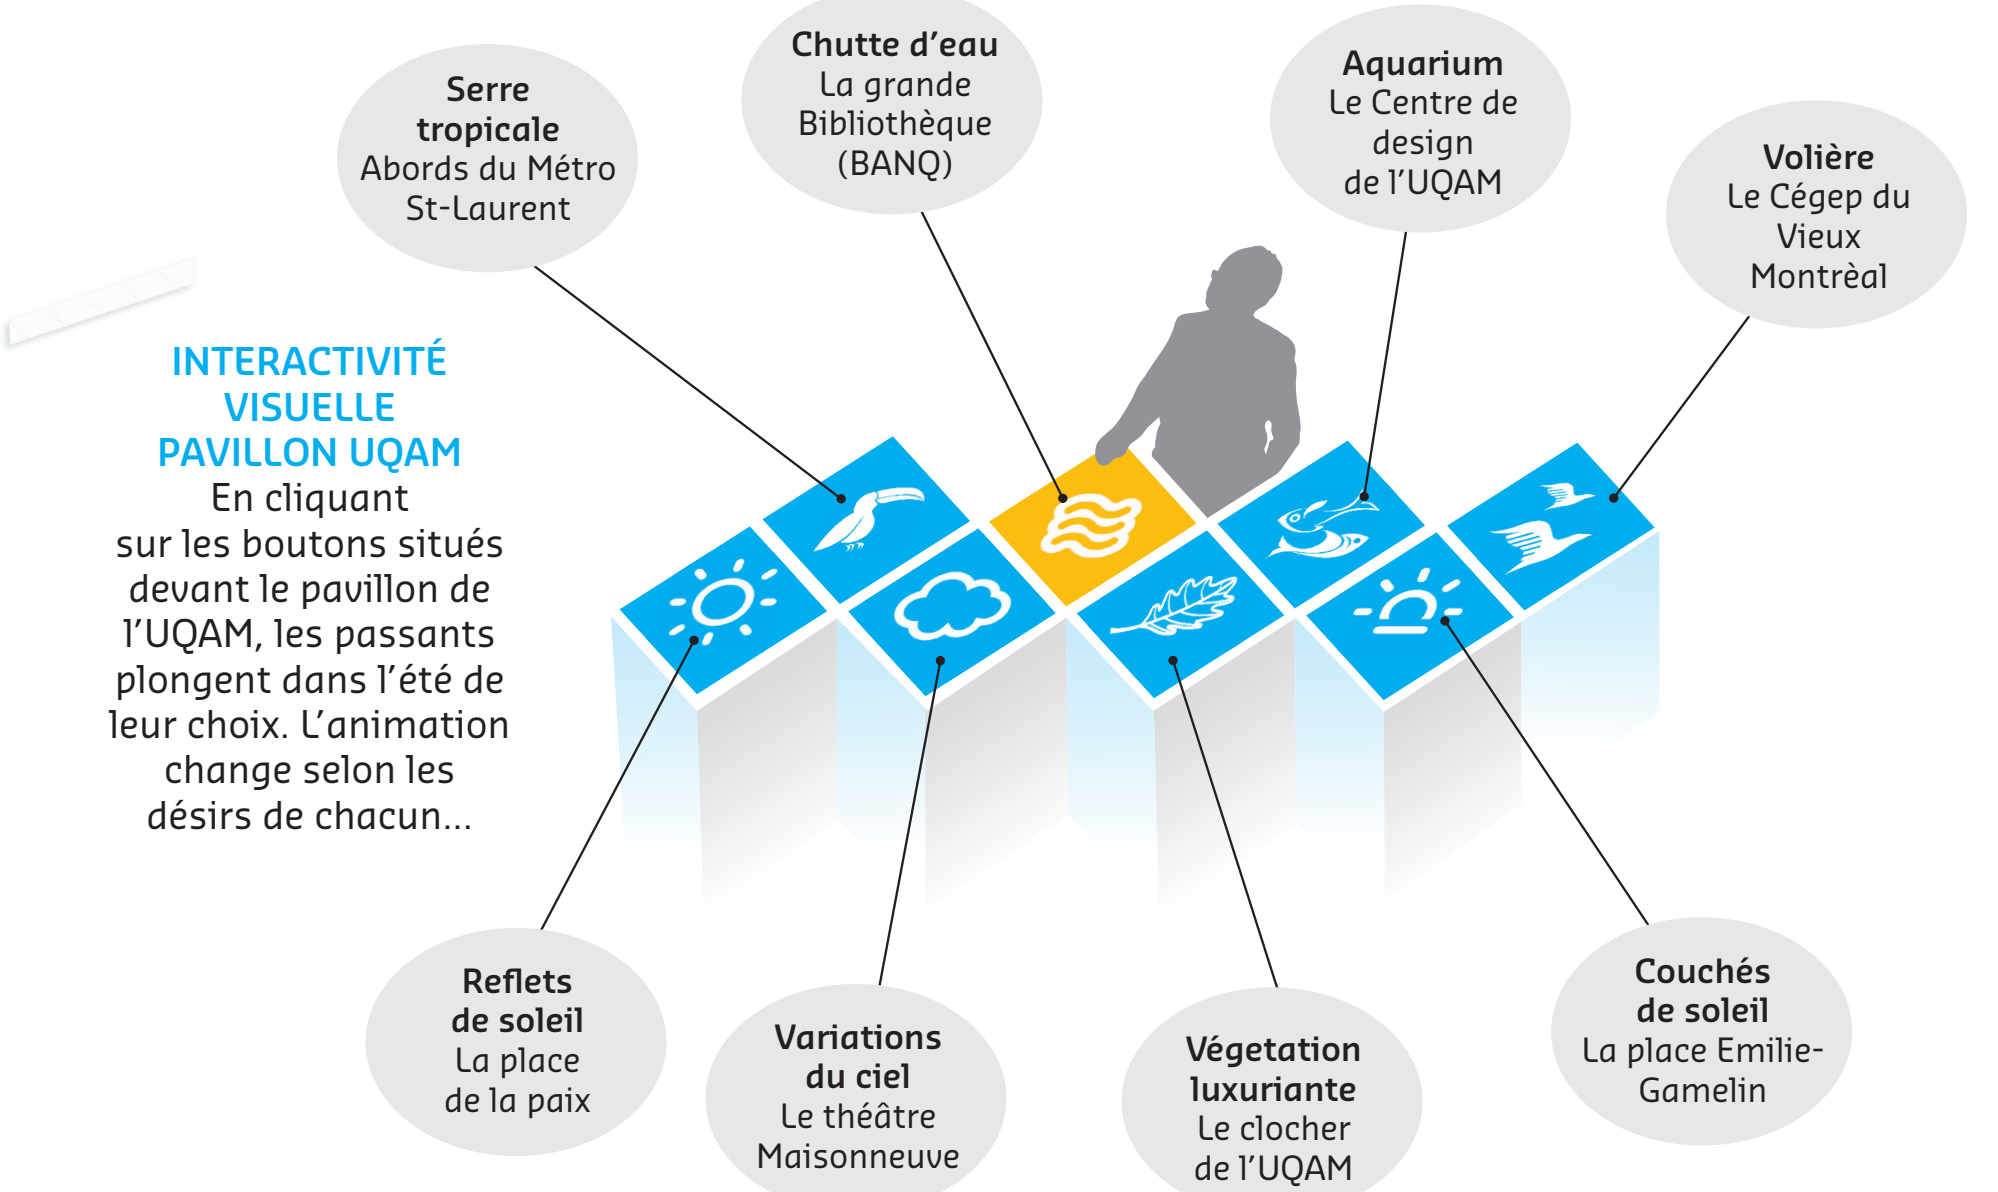 Serre
tropicale
Abords du Métro
St-Laurent
Chutte d'eau
La grande
Bibliothèque
(BANQ)
Aquarium
Le Centre de
design
de l'UQAM
Volière
Le Cégep du
Vieux
Montrèal
INTERACTIVITÉ
VISUELLE
PAVILLON UQAM
En cliquant
sur les boutons situés
devant le pavillon de
l'UQAM, les passants
plongent dans l'été de
leur choix. L'animation
change selon les
désirs de chacun...
Reflets
de soleil
La place
de la paix
Variations
du ciel
Le théâtre
Maisonneuve
Végetation
luxuriante
Le clocher
de l'UQAM
Couchés
de soleil
La place Emilie-
Gamelin